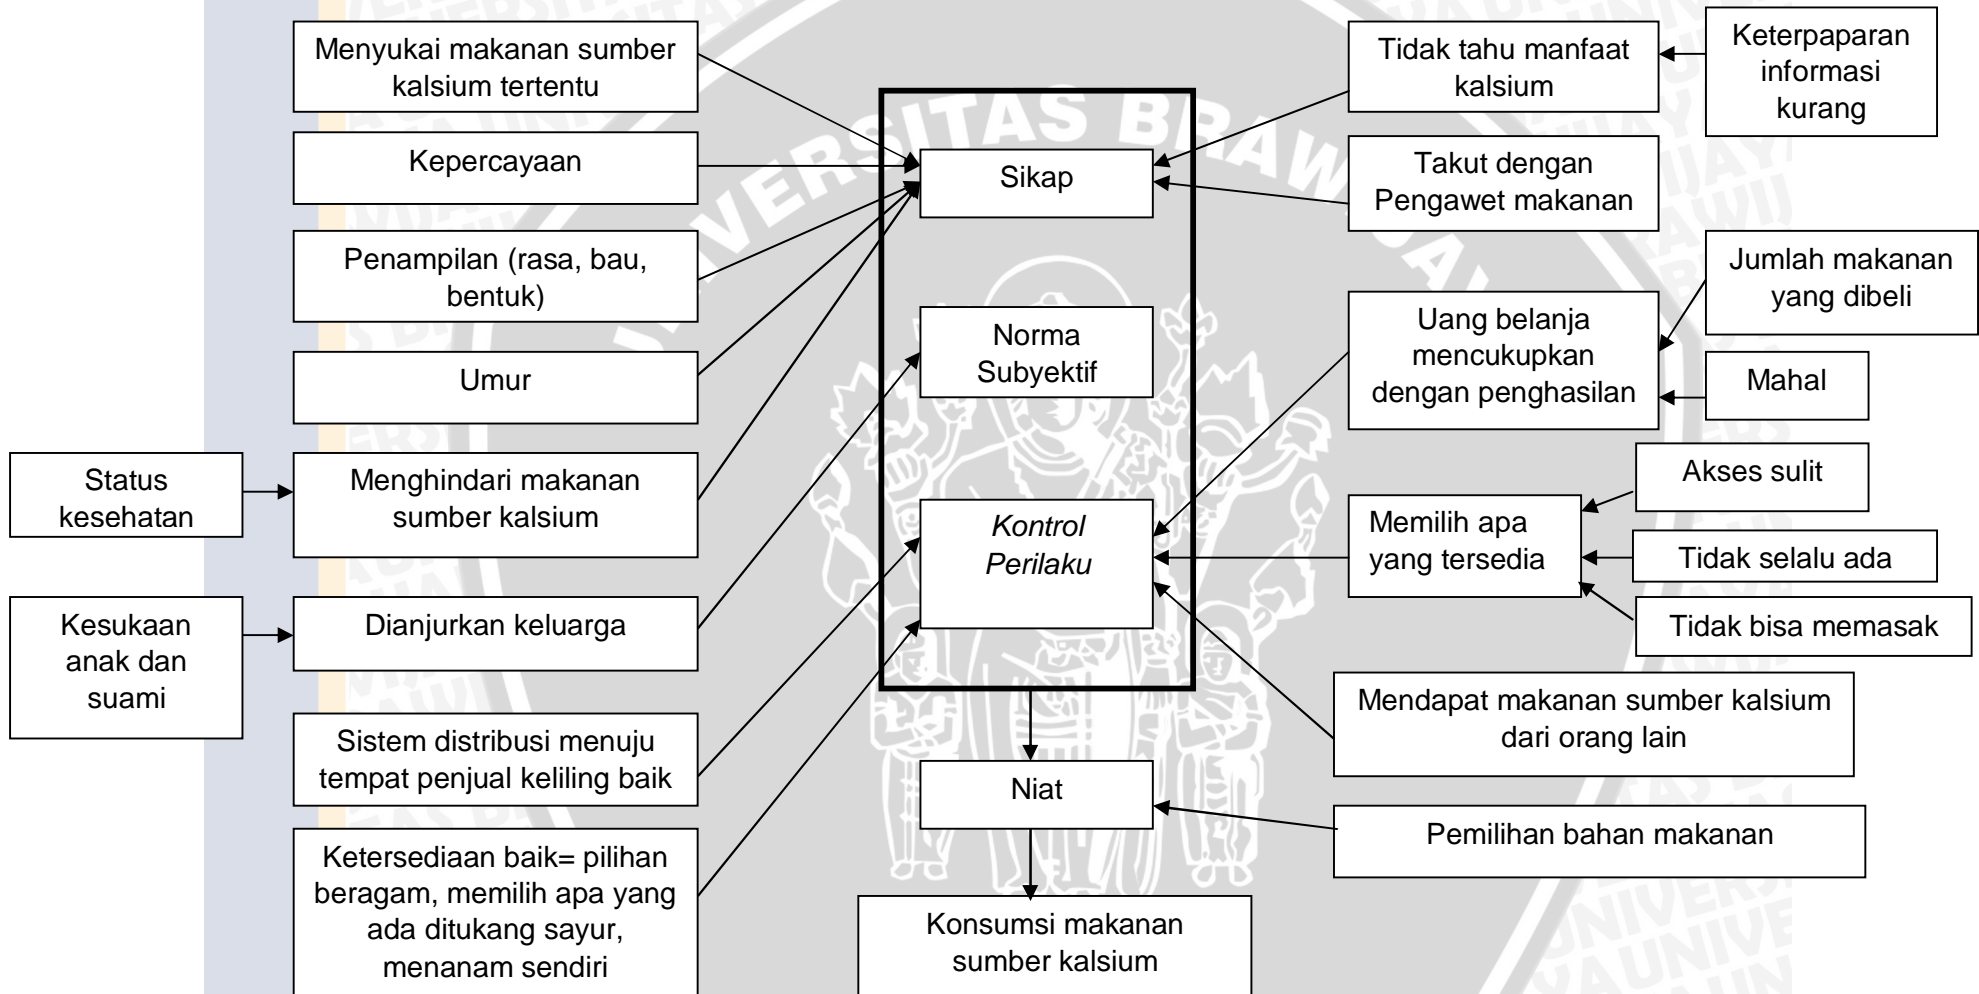 Menyukai makanan sumber
kalsium tertentu
Kepercayaan
Penampilan (rasa, bau,
bentuk)
Umur
Status
kesehatan
Menghindari makanan
sumber kalsium
Kesukaan
anak dan
suami
Dianjurkan keluarga
Sistem distribusi menuju
tempat penjual keliling baik
Ketersediaan baik= pilihan
beragam, memilih apa yang
ada ditukang sayur,
menanam sendiri
Sikap
Norma
Subyektif
Kontrol
Perilaku
Niat
Konsumsi makanan
sumber kalsium
Tidak tahu manfaat
kalsium
Keterpaparan
informasi
kurang
Takut dengan
Pengawet makanan
Uang belanja
mencukupkan
dengan penghasilan
Jumlah makanan
yang dibeli
Mahal
Memilih apa
yang tersedia
Akses sulit
Tidak selalu ada
Tidak bisa memasak
Mendapat makanan sumber kalsium
dari orang lain
Pemilihan bahan makanan